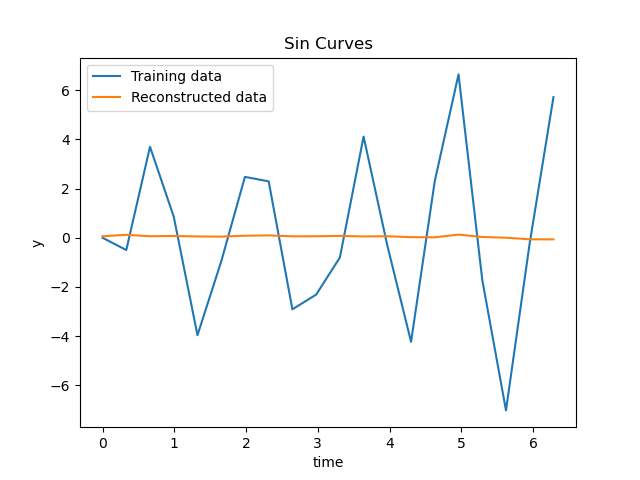 Sin Curves
Training data
Reconstructed data
6
4
2
0
−2
−4
−6
y
0 1 2 3 4 5 6
time